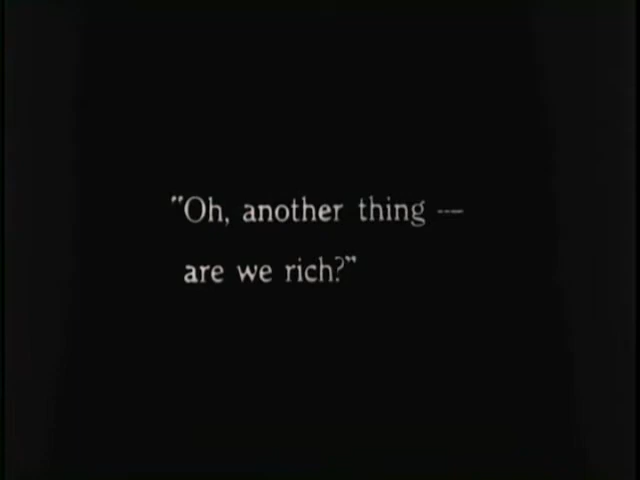 "Oh, another thing —
are we rich?"